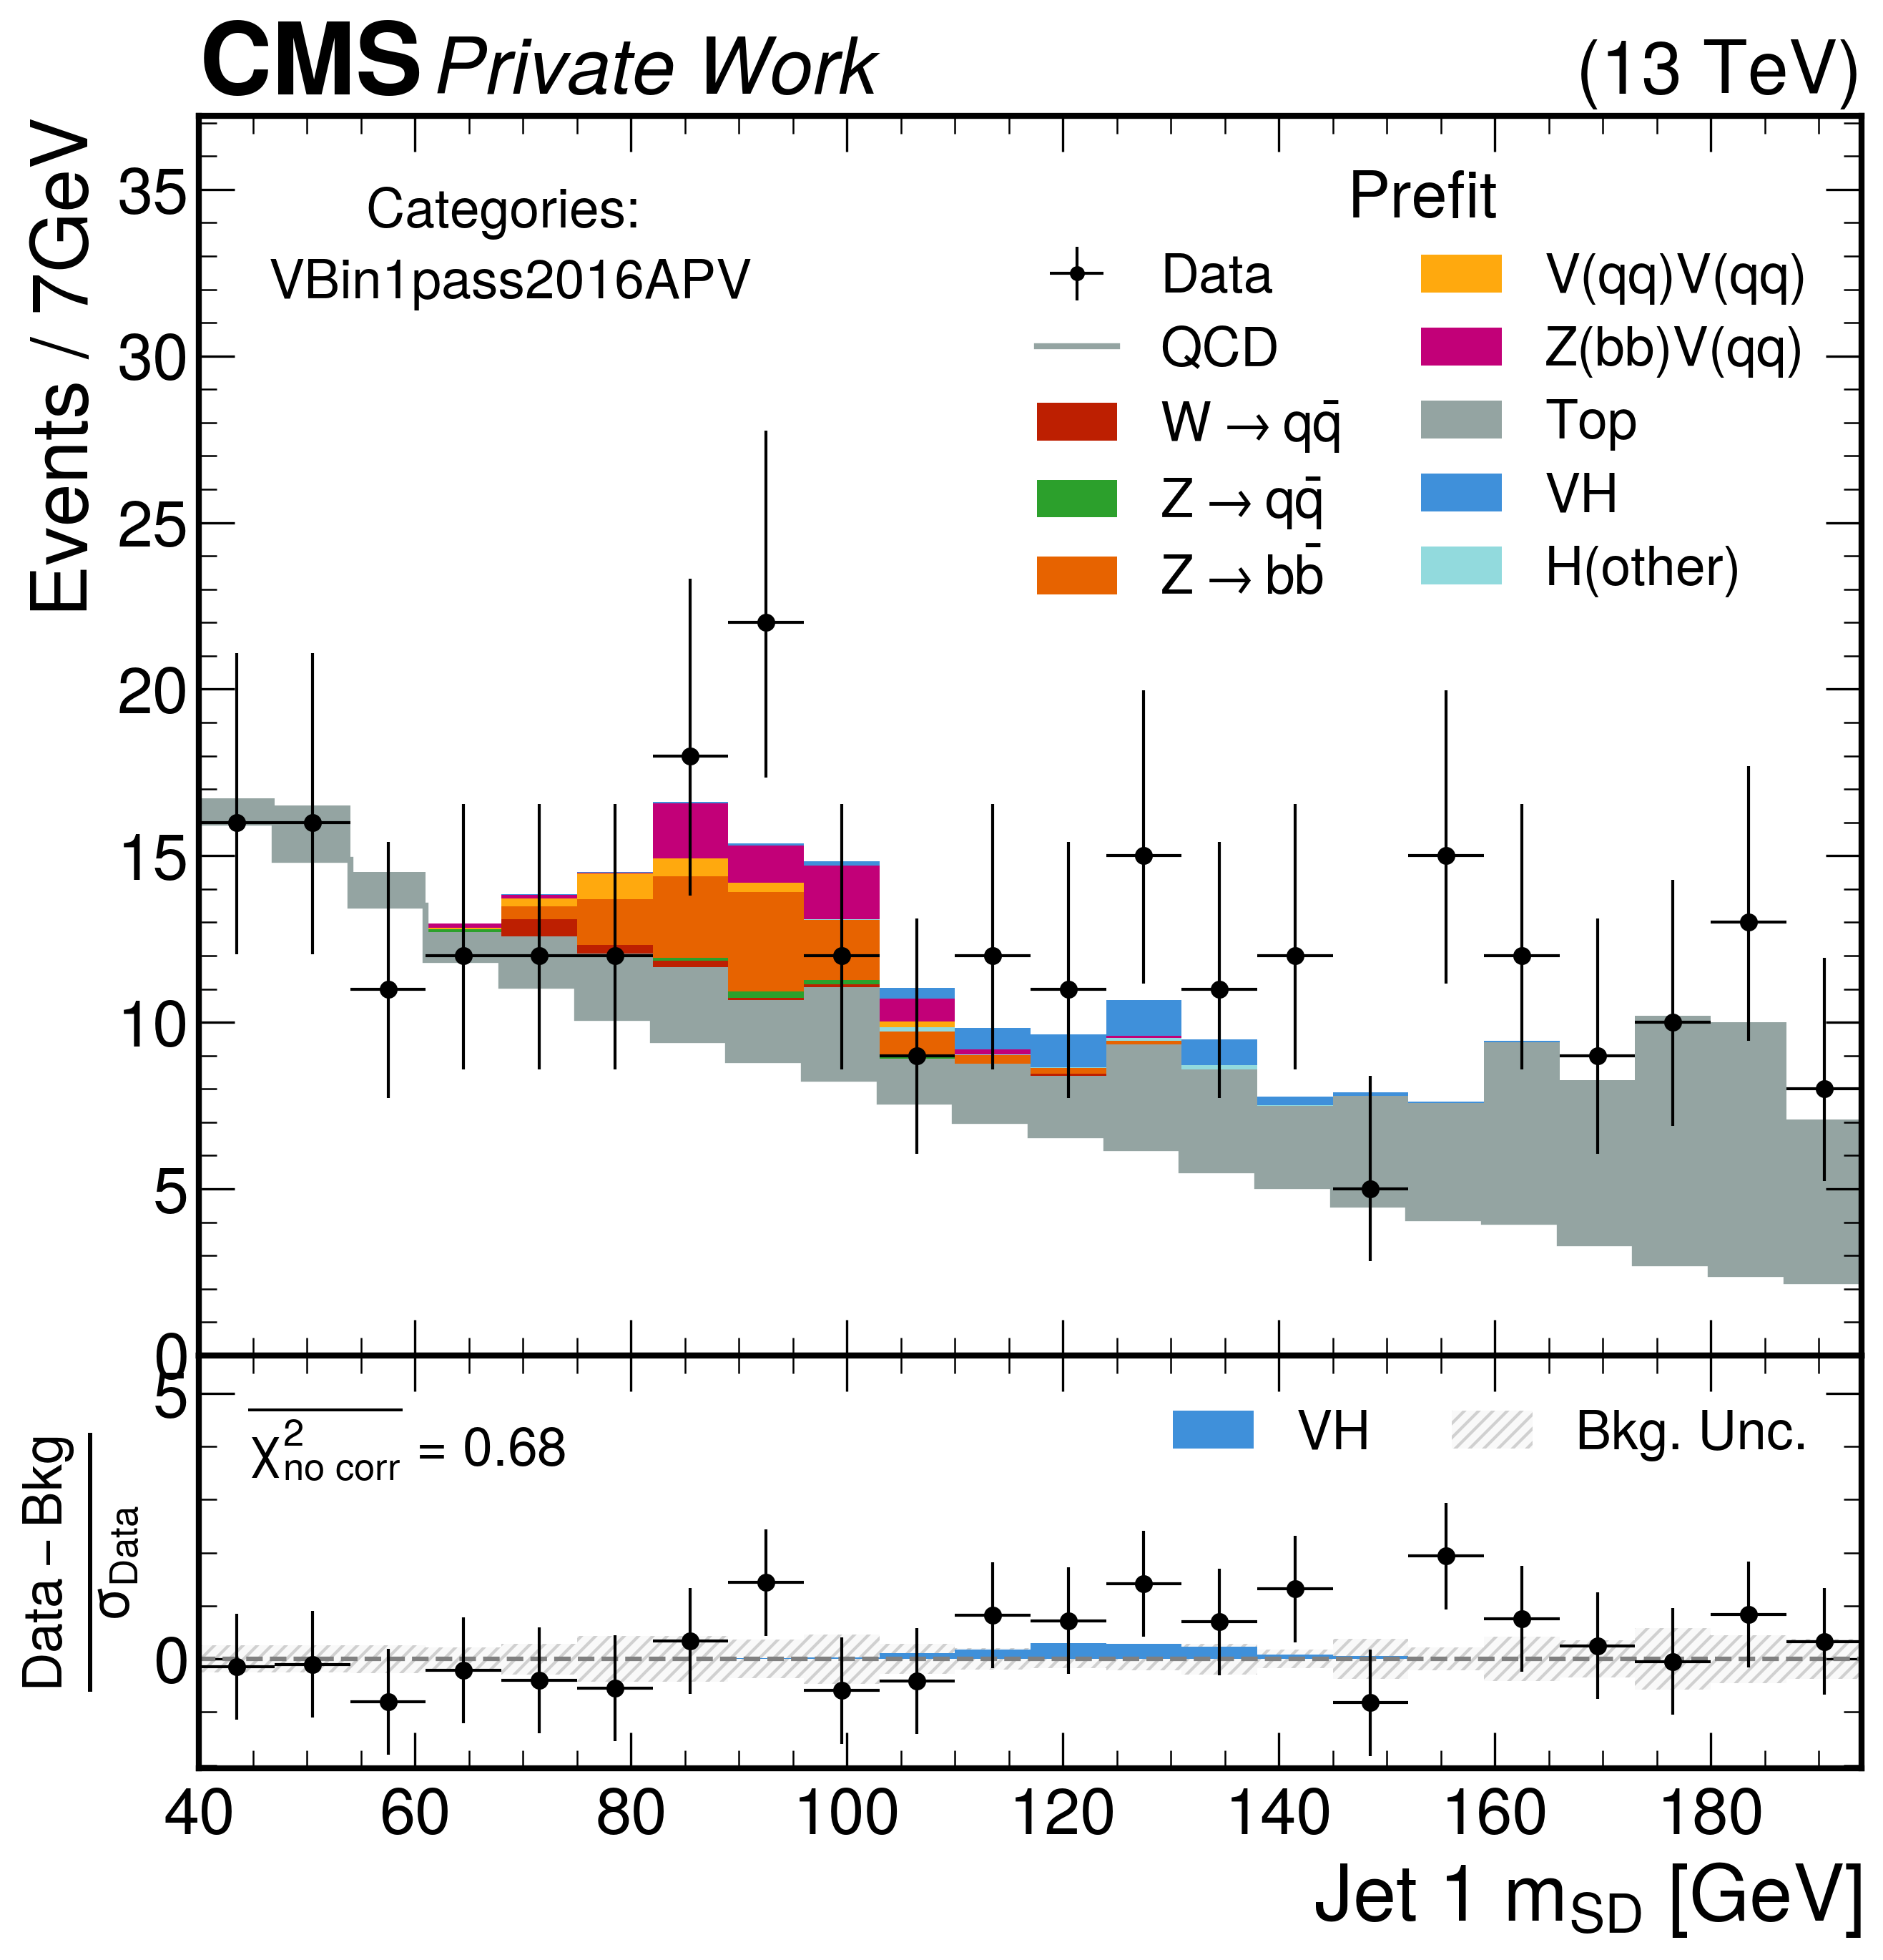 CMS Private Work (13 TeV)
Events / 7GeV
35
30
25
20
15
10
5
0
Categories:
VBin1pass2016APV
Prefit
Data
QCD
W → qq̄
Z → qq̄
Z → bb̄
V(qq)V(qq)
Z(bb)V(qq)
Top
VH
H(other)
Data – Bkg
σData
5
0
χ²no corr = 0.68
VH
Bkg. Unc.
40 60 80 100 120 140 160 180
Jet 1 mSD [GeV]